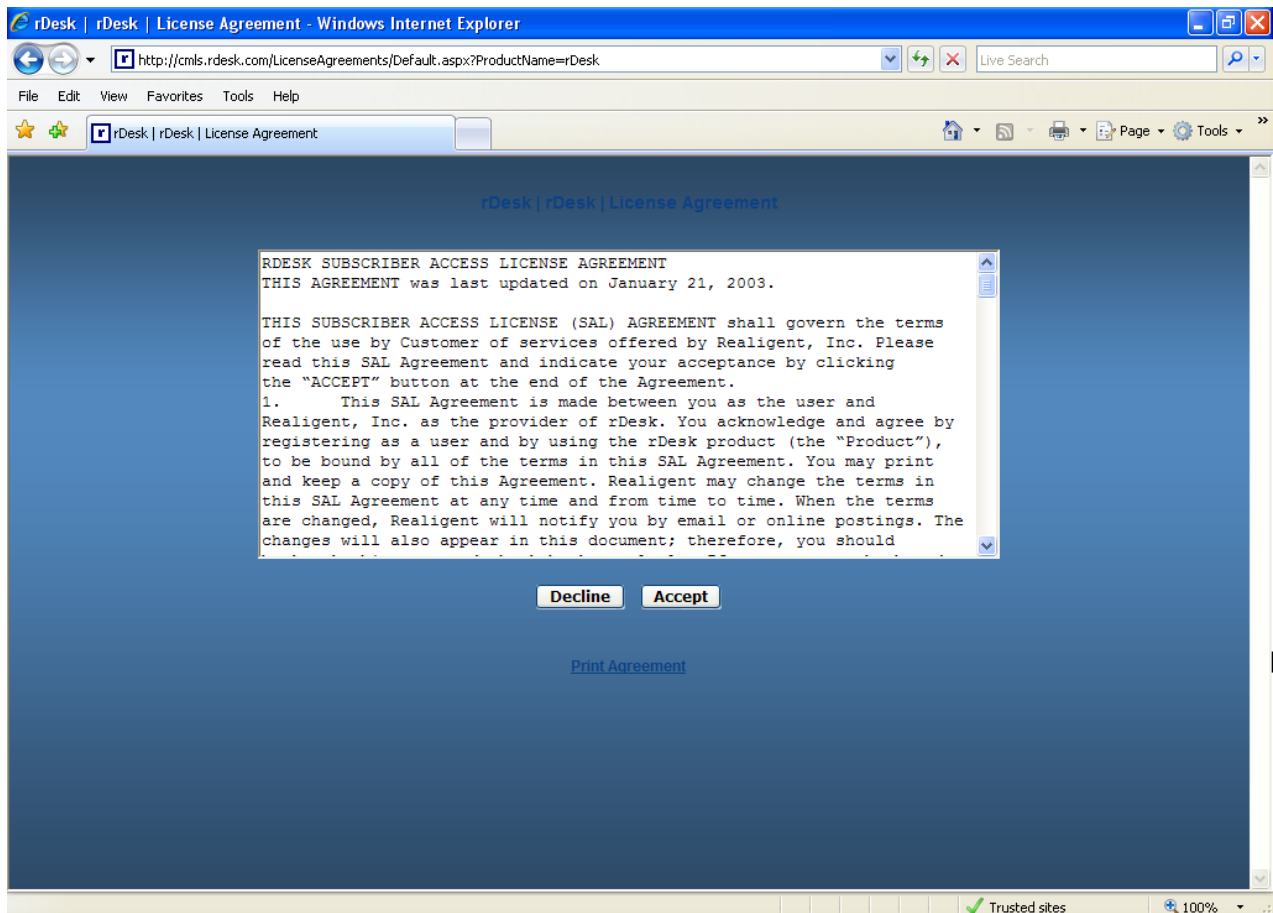 rDesk | rDesk | License Agreement - Windows Internet Explorer
http://cmls.rdesk.com/LicenseAgreements/Default.aspx?ProductName=rDesk
Live Search
File Edit View Favorites Tools Help
rDesk | rDesk | License Agreement
Page Tools
rDesk | rDesk | License Agreement
RDESK SUBSCRIBER ACCESS LICENSE AGREEMENT
THIS AGREEMENT was last updated on January 21, 2003.
THIS SUBSCRIBER ACCESS LICENSE (SAL) AGREEMENT shall govern the terms
of the use by Customer of services offered by Realigent, Inc. Please
read this SAL Agreement and indicate your acceptance by clicking
the “ACCEPT” button at the end of the Agreement.
1. This SAL Agreement is made between you as the user and
Realigent, Inc. as the provider of rDesk. You acknowledge and agree by
registering as a user and by using the rDesk product (the “Product”),
to be bound by all of the terms in this SAL Agreement. You may print
and keep a copy of this Agreement. Realigent may change the terms in
this SAL Agreement at any time and from time to time. When the terms
are changed, Realigent will notify you by email or online postings. The
changes will also appear in this document; therefore, you should
Decline Accept
Print Agreement
Trusted sites 100%